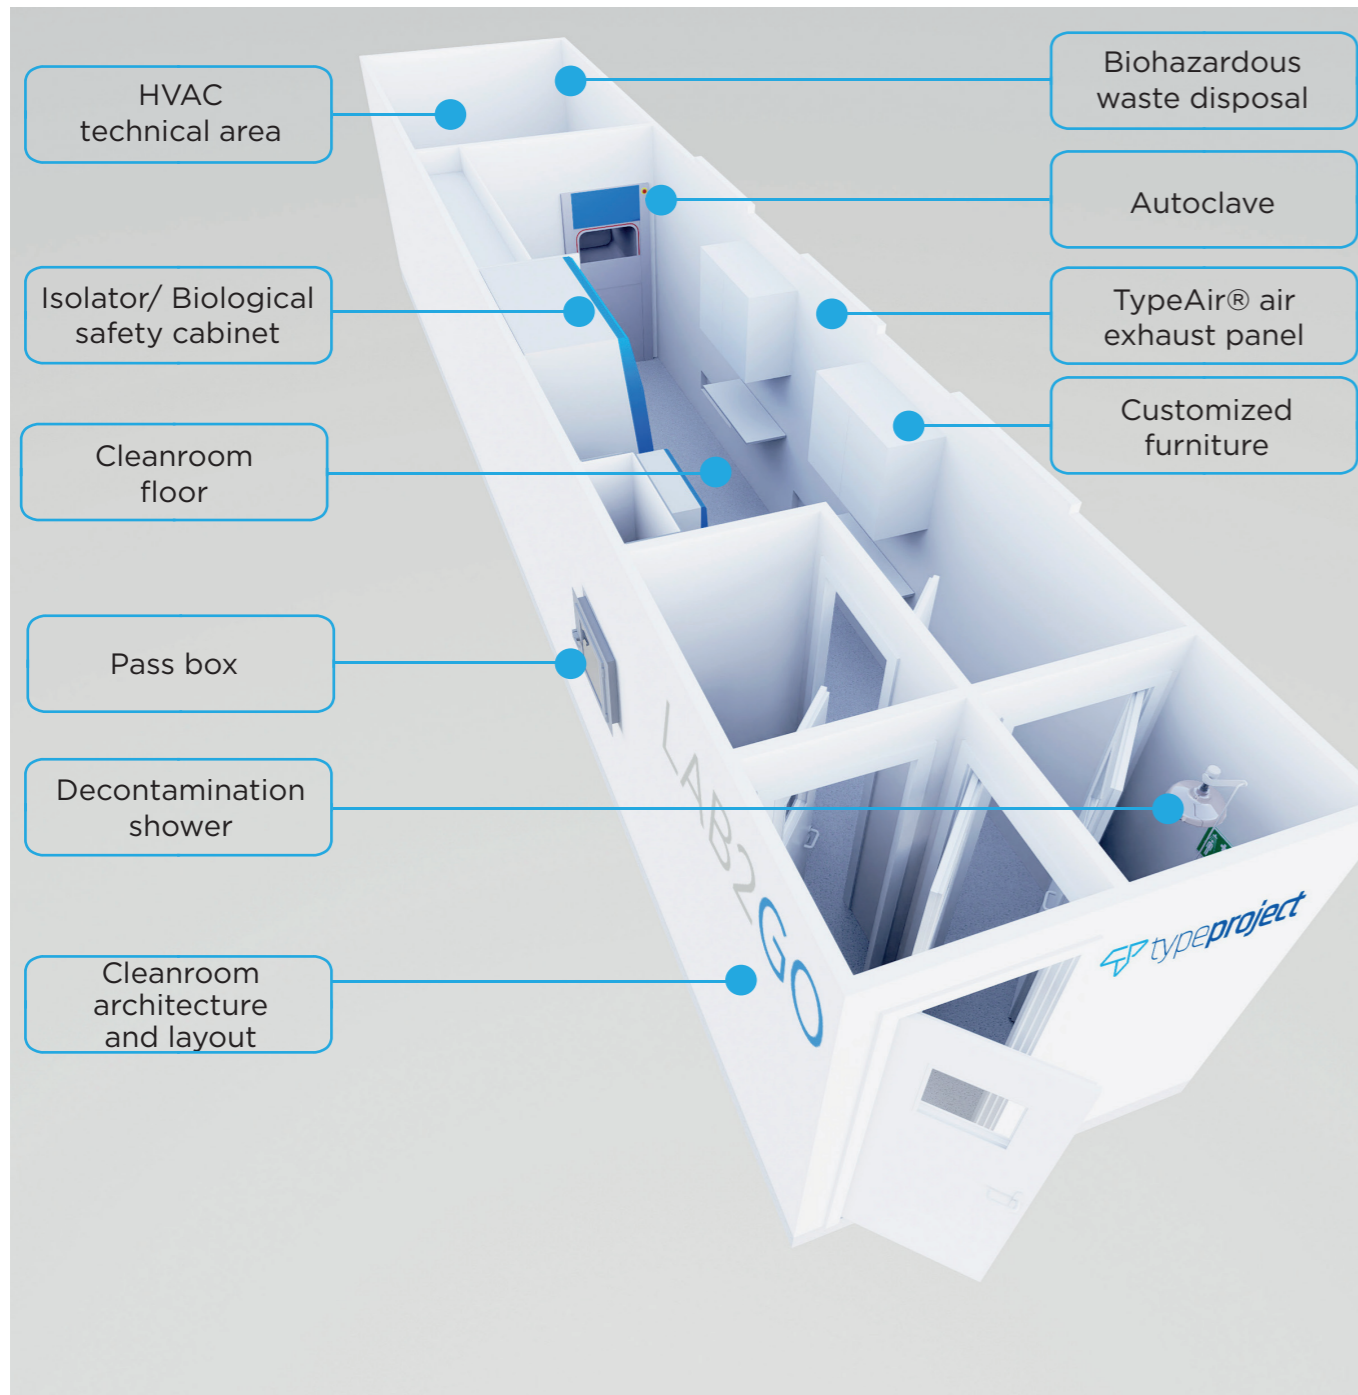 HVAC
technical area
Biohazardous
waste disposal
Autoclave
Isolator/ Biological
safety cabinet
TypeAir® air
exhaust panel
Customized
furniture
Cleanroom
floor
Pass box
Decontamination
shower
Cleanroom
architecture
and layout
LAB2GO
typeproject